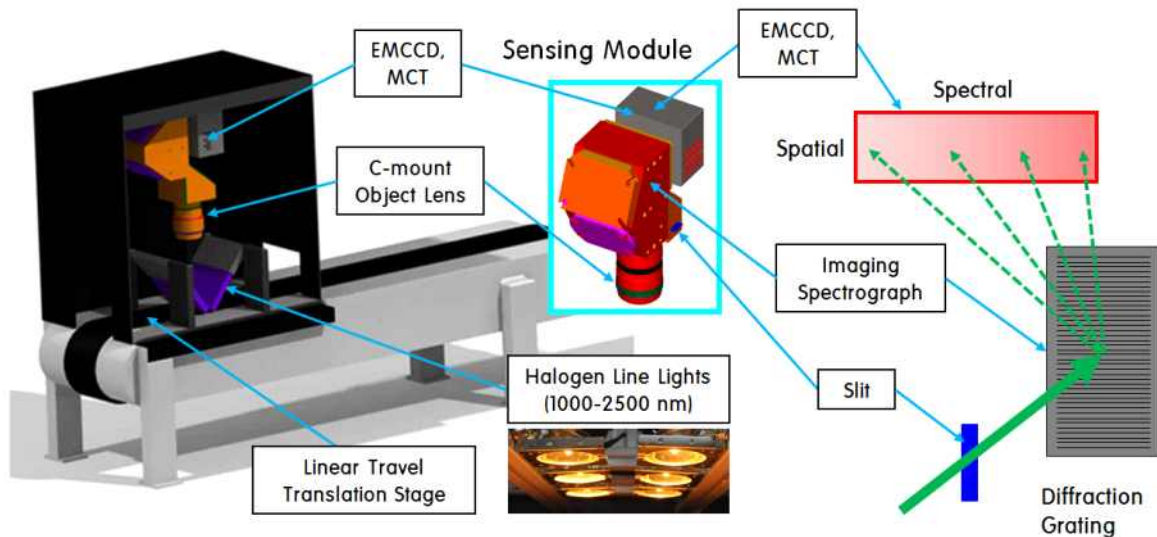 EMCCD,
MCT
Sensing Module
EMCCD,
MCT
Spectral
Spatial
C-mount
Object Lens
Imaging
Spectrograph
Halogen Line Lights
(1000-2500 nm)
Slit
Linear Travel
Translation Stage
Diffraction
Grating